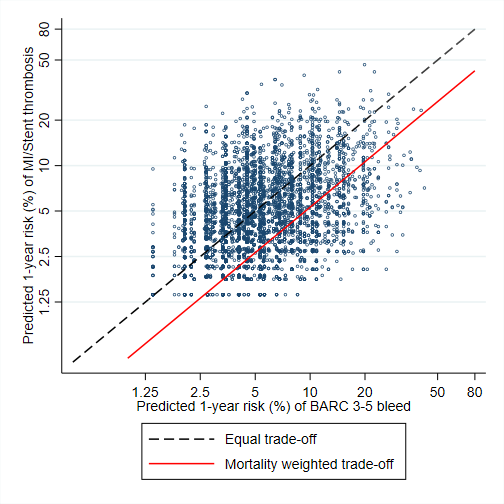 80
50
20
10
5
2.5
1.25
Predicted 1-year risk (%) of MI/Stent thrombosis
1.25 2.5 5 10 20 50 80
Predicted 1-year risk (%) of BARC 3-5 bleed
Equal trade-off
Mortality weighted trade-off